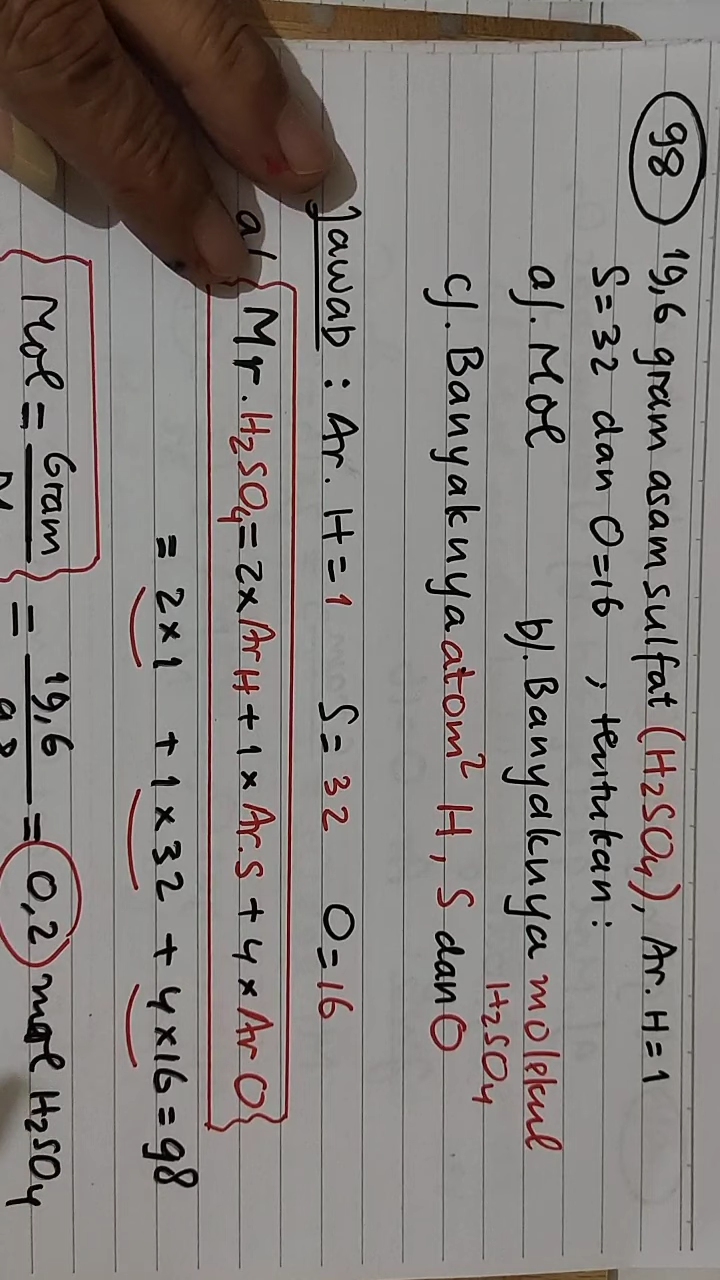 98 19,6 gram asam sulfat (H₂SO₄), Ar. H=1
S=32 dan O=16, tentukan:
a). Mol b). Banyaknya molekul H₂SO₄
c). Banyaknya atom² H, S dan O
Jawab : Ar. H=1 S=32 O=16
a/ Mr. H₂SO₄ = 2×Ar H + 1×Ar.S + 4×Ar O
= 2×1 + 1×32 + 4×16 = 98
Mol = Gram / M = 19,6 / 98 = 0,2 mol H₂SO₄